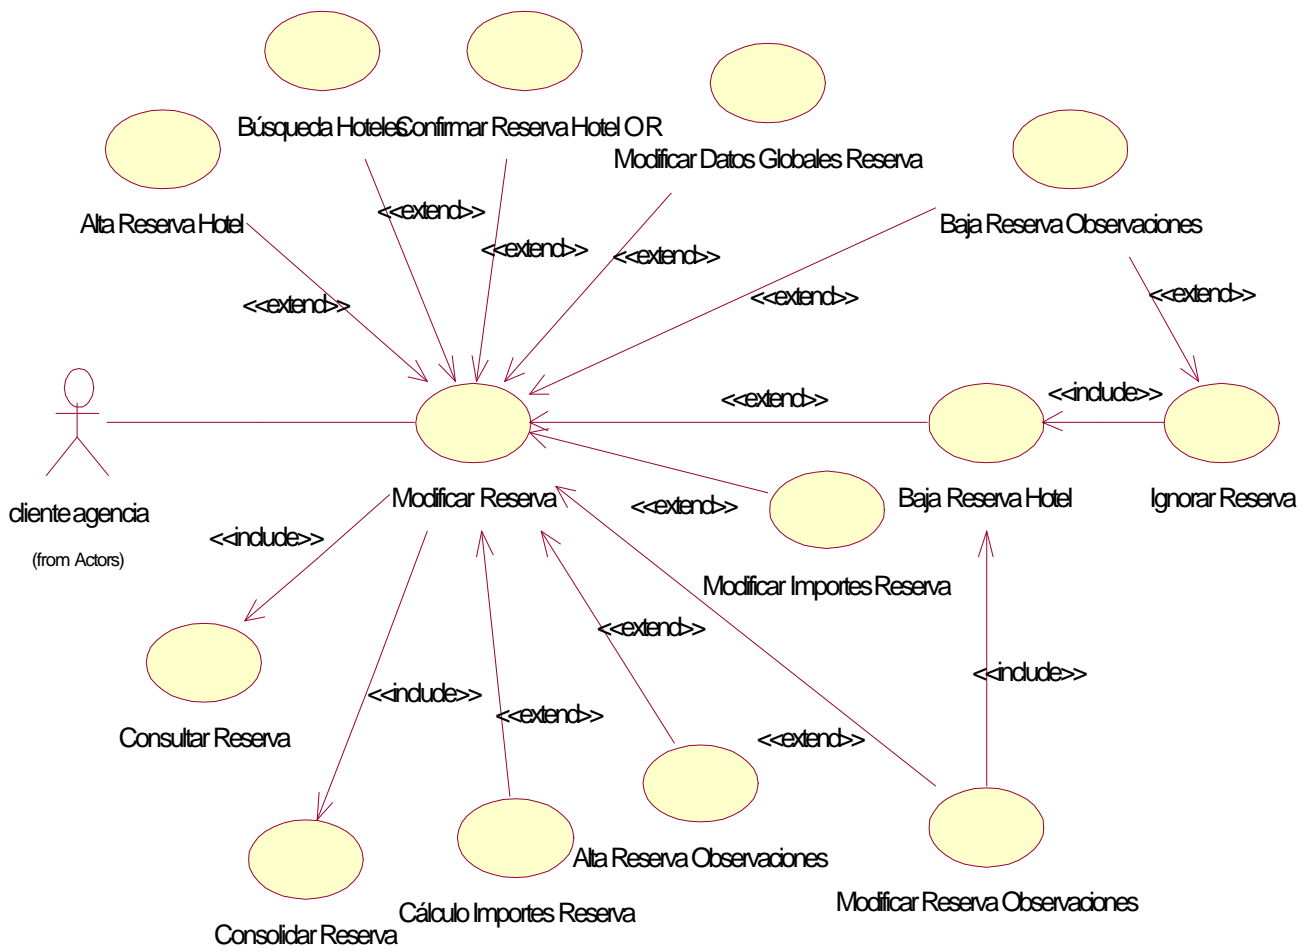 Búsqueda Hoteles
Confirmar Reserva Hotel OR
Modificar Datos Globales Reserva
Alta Reserva Hotel
Baja Reserva Observaciones
<<extend>>
<<extend>>
<<extend>>
<<extend>>
<<extend>>
<<extend>>
<<extend>>
<<include>>
Modificar Reserva
Baja Reserva Hotel
Ignorar Reserva
cliente agencia
(from Actors)
<<extend>>
<<include>>
Modificar Importes Reserva
<<extend>>
<<include>>
<<include>>
<<extend>>
<<extend>>
Consultar Reserva
Alta Reserva Observaciones
Modificar Reserva Observaciones
Cálculo Importes Reserva
Consolidar Reserva